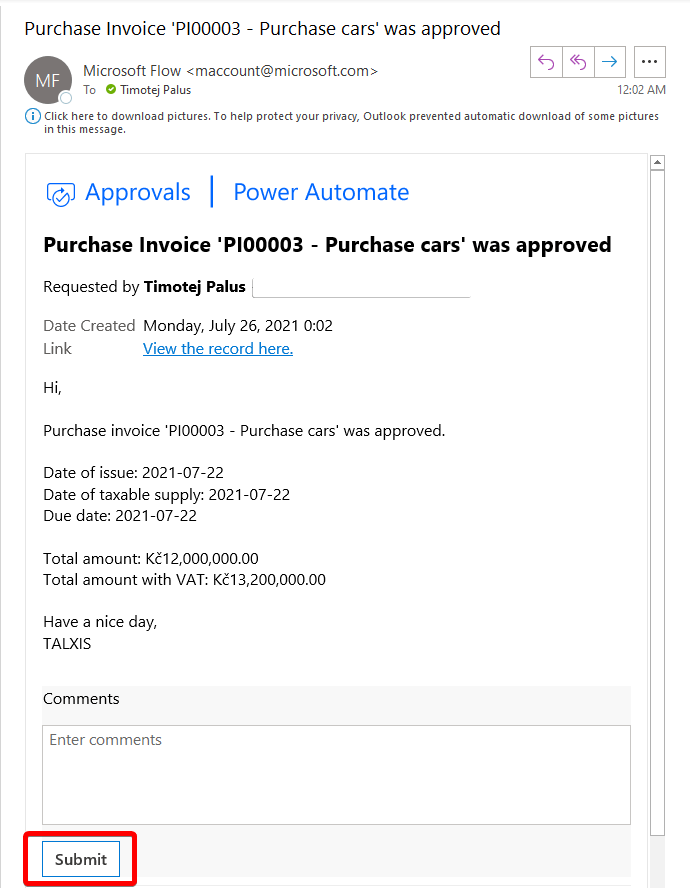 Purchase Invoice 'PI00003 - Purchase cars' was approved
MF
Microsoft Flow <maccount@microsoft.com>
To Timotej Palus
12:02 AM
Click here to download pictures. To help protect your privacy, Outlook prevented automatic download of some pictures
in this message.
Approvals | Power Automate
Purchase Invoice 'PI00003 - Purchase cars' was approved
Requested by Timotej Palus
Date Created Monday, July 26, 2021 0:02
Link View the record here.
Hi,
Purchase invoice 'PI00003 - Purchase cars' was approved.
Date of issue: 2021-07-22
Date of taxable supply: 2021-07-22
Due date: 2021-07-22
Total amount: Kč12,000,000.00
Total amount with VAT: Kč13,200,000.00
Have a nice day,
TALXIS
Comments
Enter comments
Submit